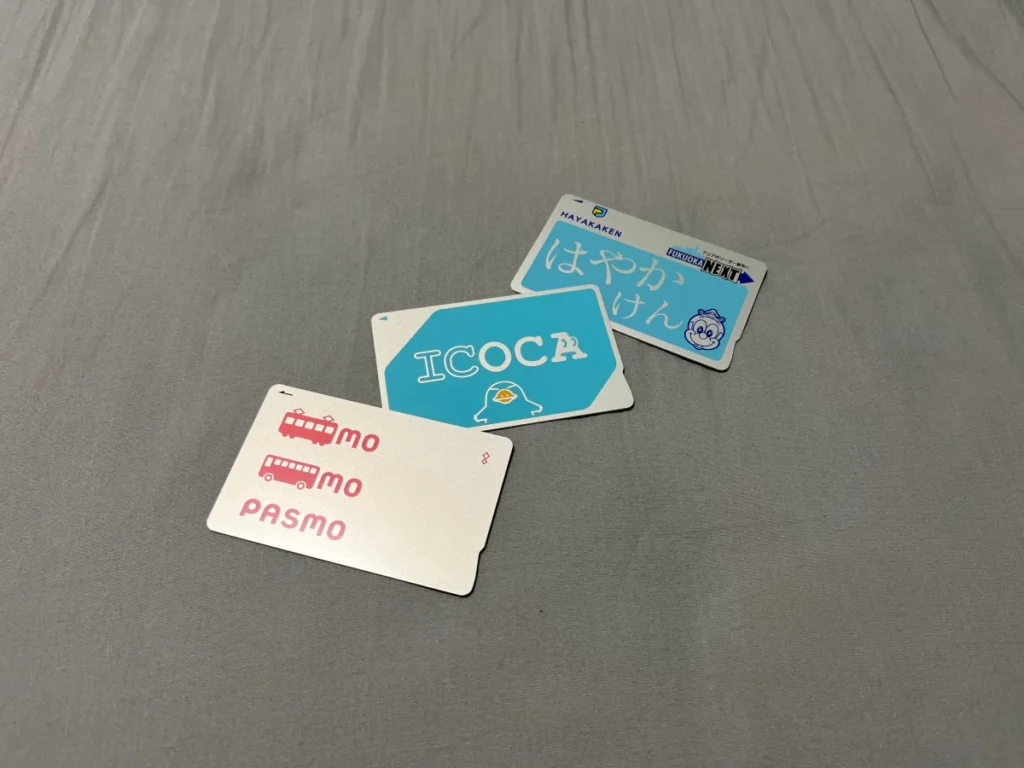 HAYAKAKEN
はやか
けん
FUKUOKA NEXT
ICOCA
MO
MO
PASMO